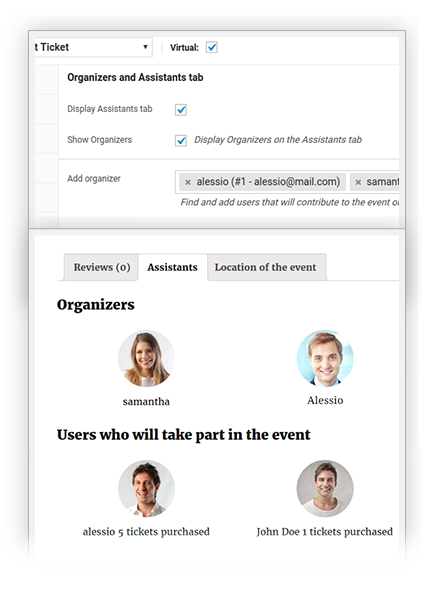 t Ticket Virtual:
Organizers and Assistants tab
Display Assistants tab
Show Organizers Display Organizers on the Assistants tab
Add organizer × alessio (#1 - alessio@mail.com) × samant
Find and add users that will contribute to the event o
Reviews (0) Assistants Location of the event
Organizers
samantha Alessio
Users who will take part in the event
alessio 5 tickets purchased John Doe 1 tickets purchased